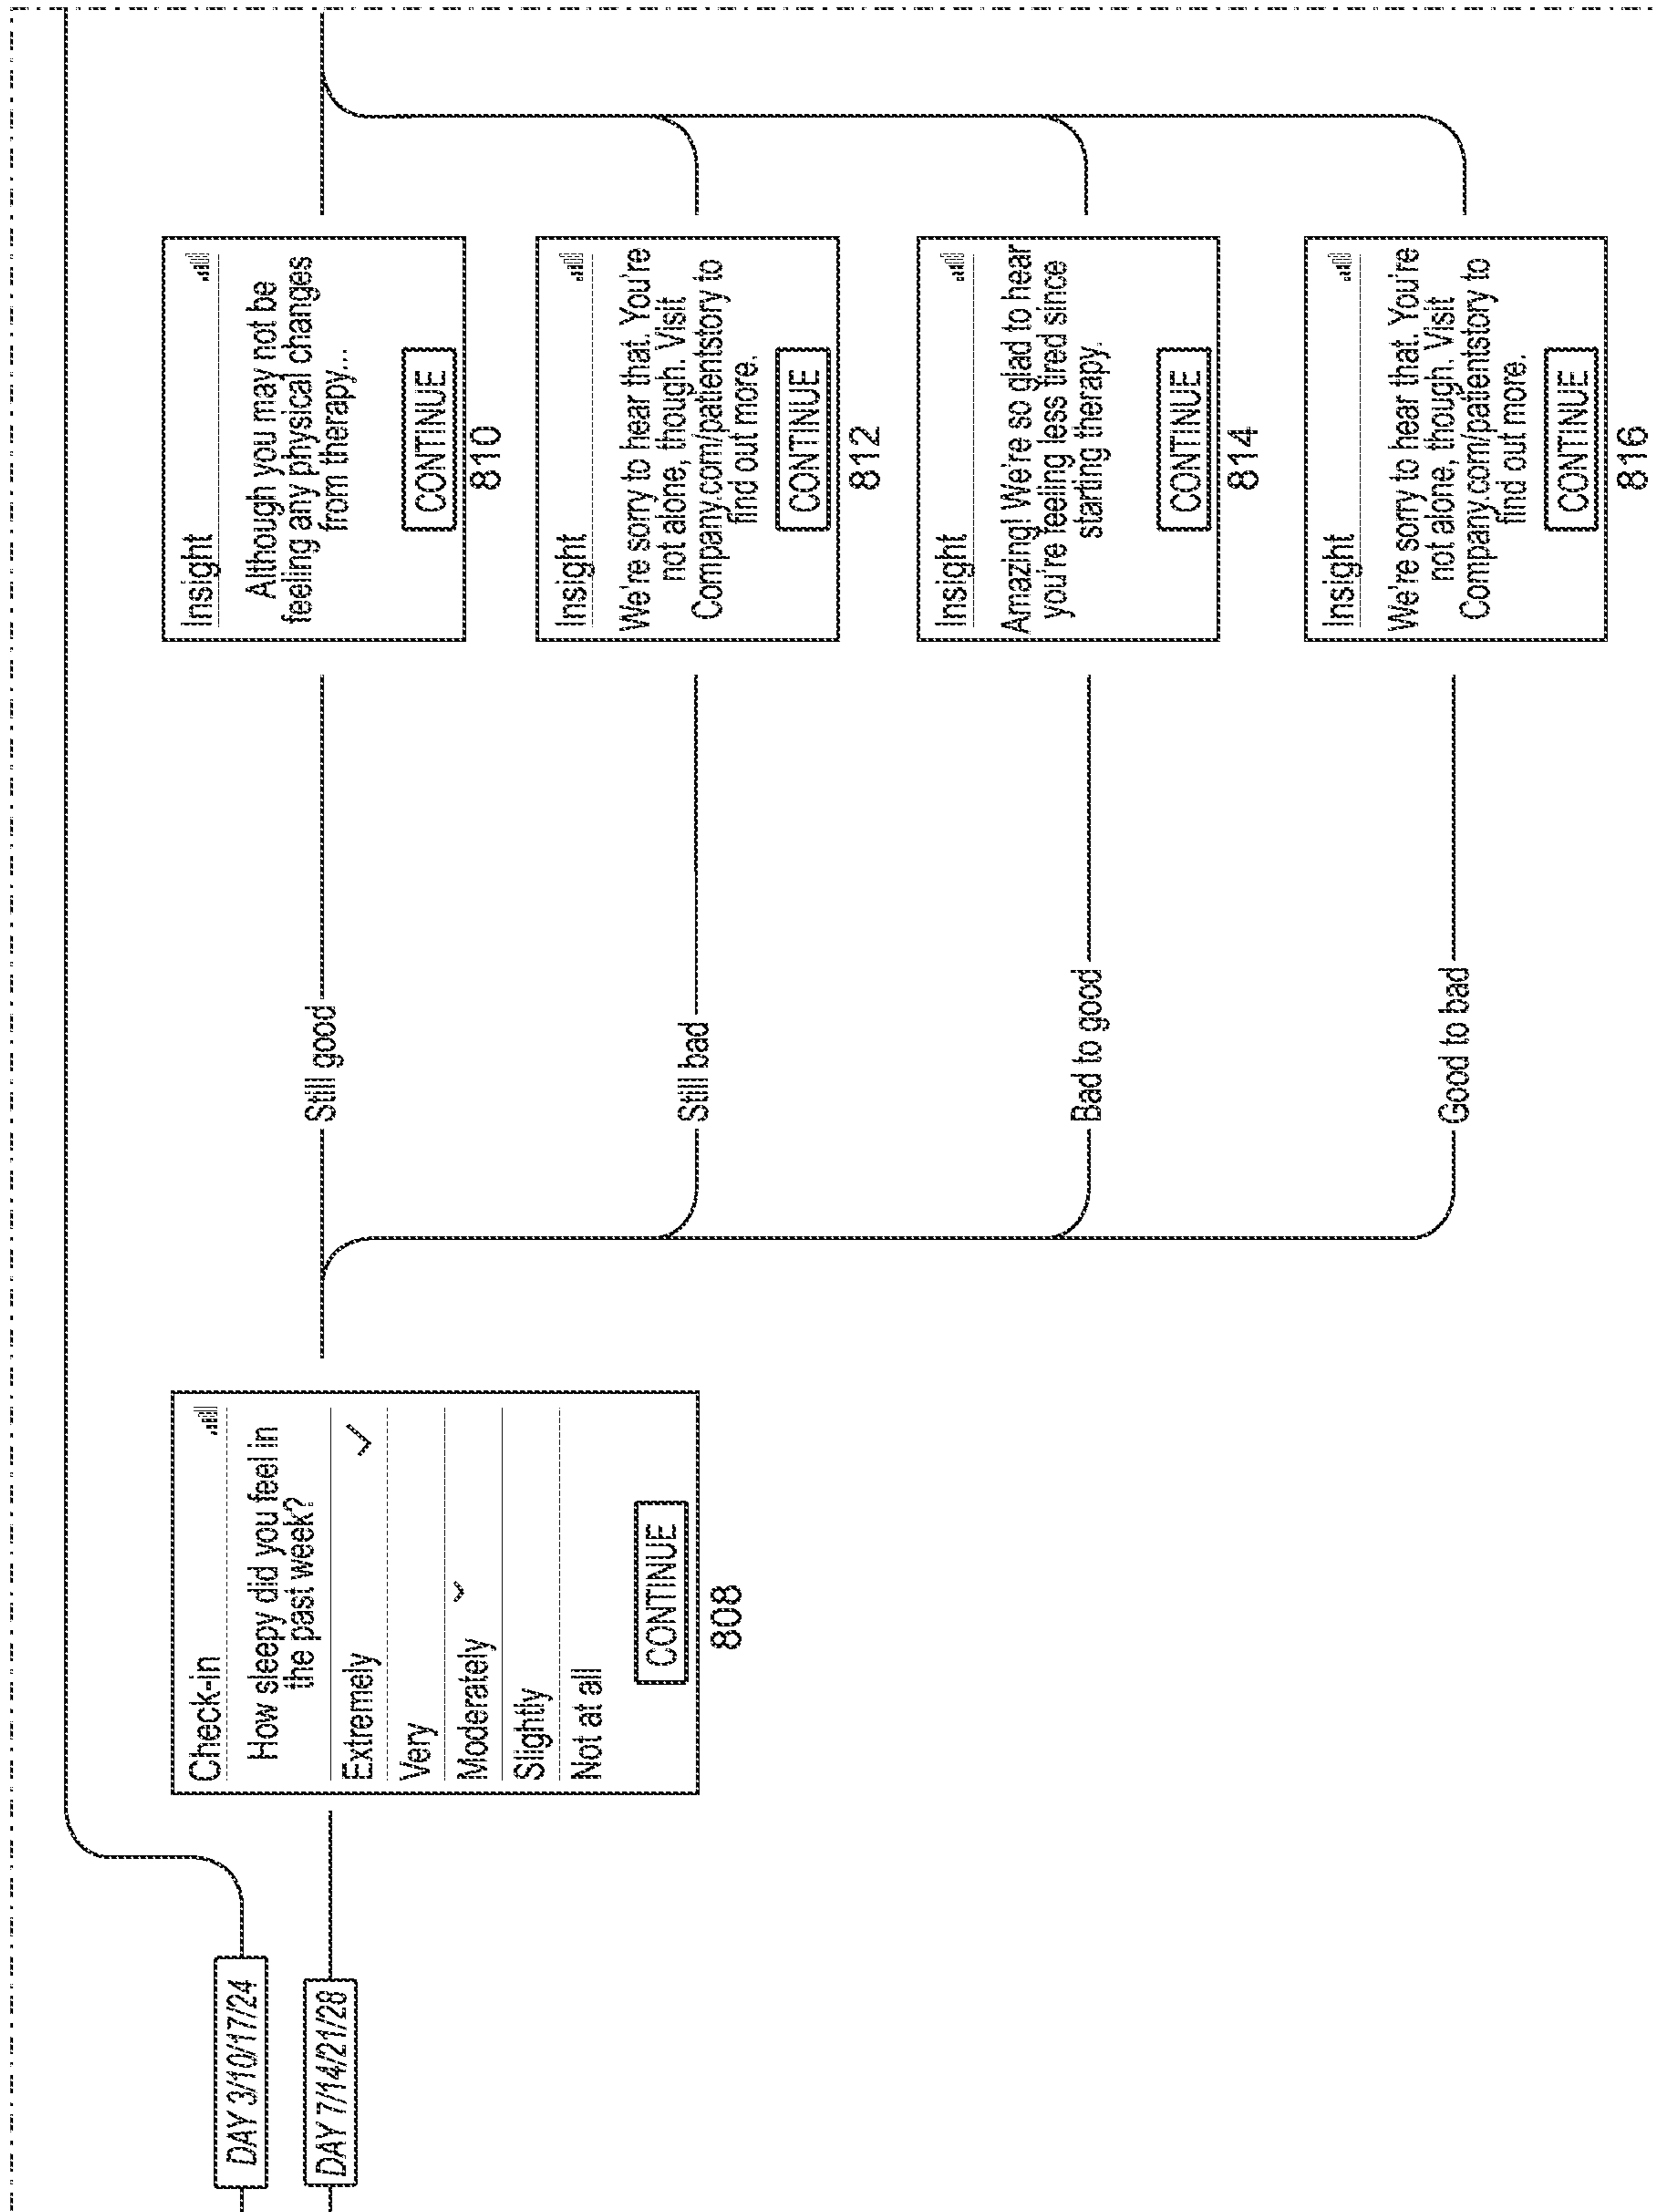 DAY 3/10/17/24
DAY 7/14/21/28
Check-in
How sleepy did you feel in
the past week?
Extremely
Very
Moderately
Slightly
Not at all
CONTINUE
808
Still good
Still bad
Bad to good
Good to bad
Insight
Although you may not be
feeling any physical changes
from therapy...
CONTINUE
810
Insight
We're sorry to hear that. You're
not alone, though. Visit
Company.com/patientstory to
find out more.
CONTINUE
812
Insight
Amazing! We're so glad to hear
you're feeling less tired since
starting therapy.
CONTINUE
814
Insight
We're sorry to hear that. You're
not alone, though. Visit
Company.com/patientstory to
find out more.
CONTINUE
816